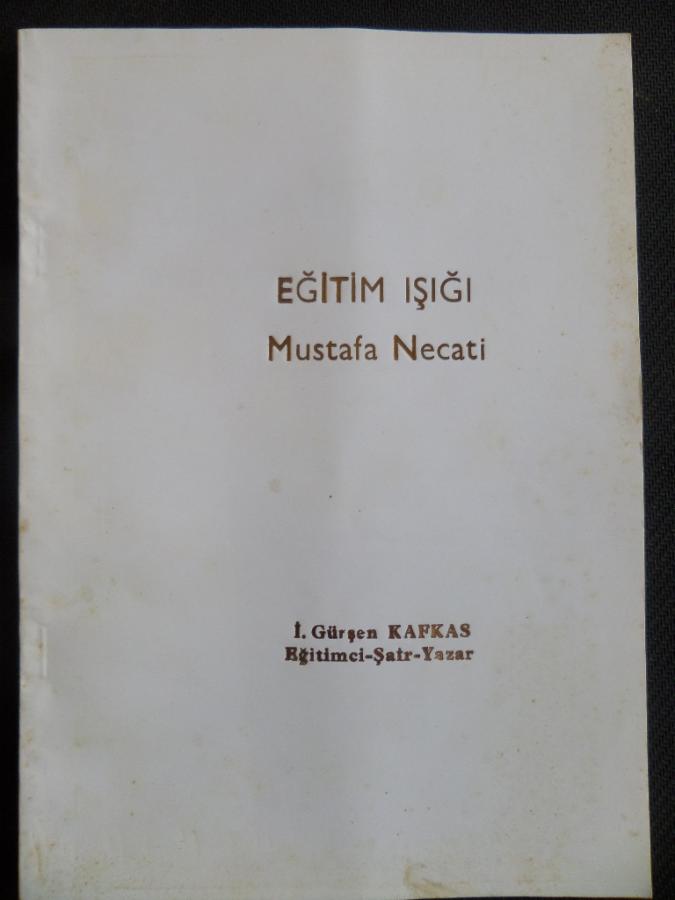 EĞİTİM IŞIĞI
Mustafa Necati
İ. Gürşen KAFKAS
Eğitimci-Şair-Yazar